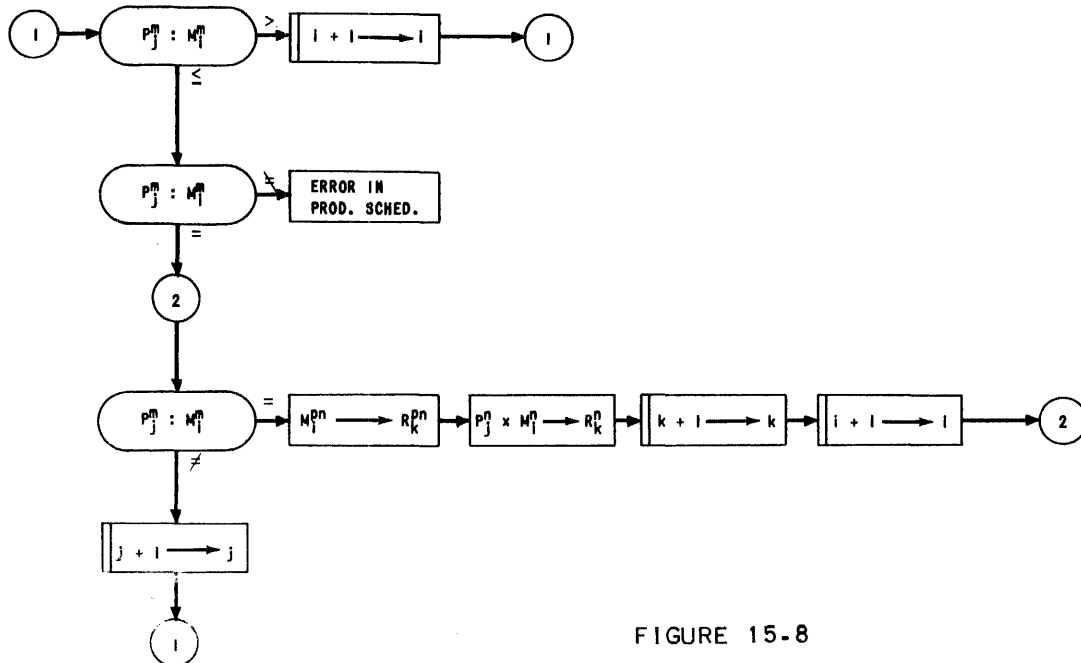 1 P_j^m : M_i^m > i + 1 → i 1
≤
P_j^m : M_i^m ≠ ERROR IN
PROD. SCHED.
=
2
P_j^m : M_i^m = M_i^pn → R_k^pn P_j^n x M_i^n → R_k^n k + 1 → k i + 1 → i 2
≠
j + 1 → j
1
FIGURE 15-8